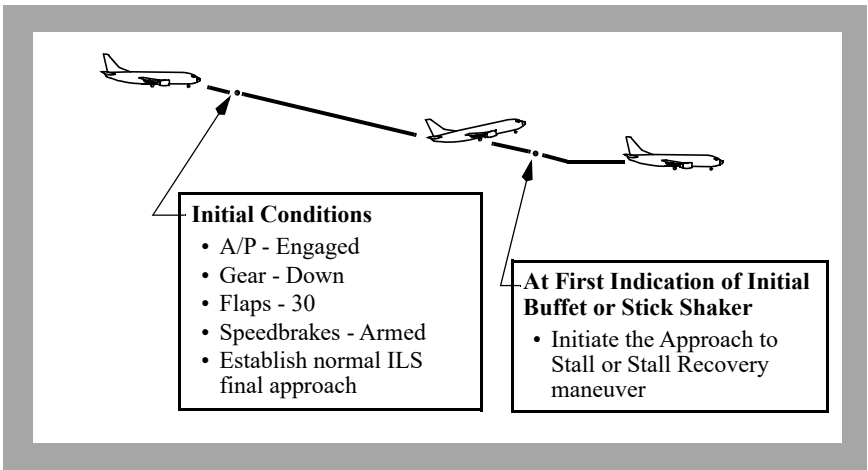 Initial Conditions
• A/P - Engaged
• Gear - Down
• Flaps - 30
• Speedbrakes - Armed
• Establish normal ILS
final approach
At First Indication of Initial
Buffet or Stick Shaker
• Initiate the Approach to
Stall or Stall Recovery
maneuver